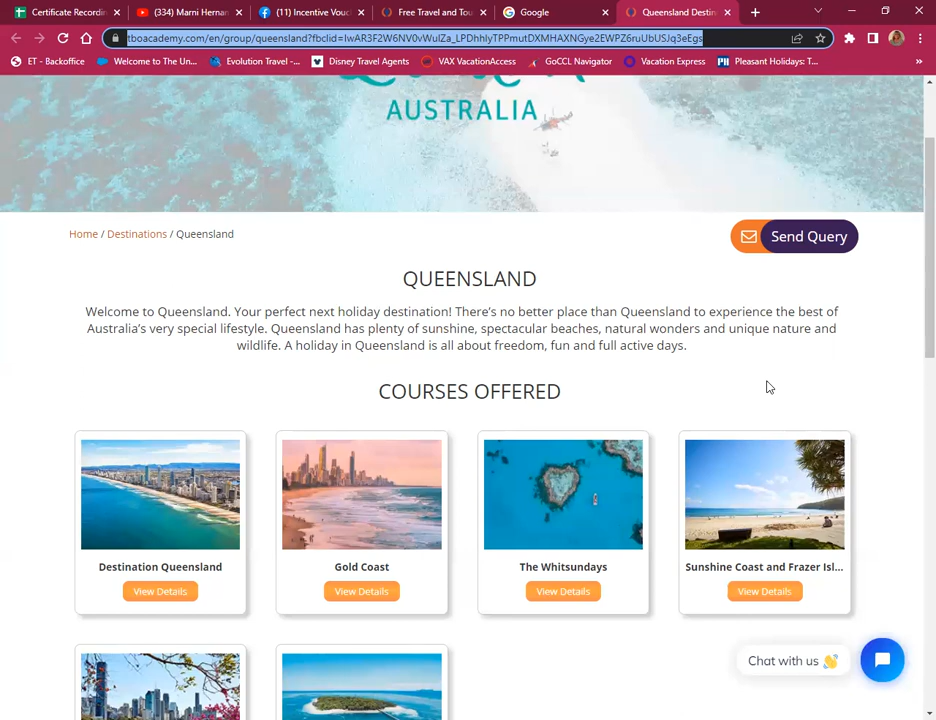 Certificate Recordin
(334) Marni Hernan
(11) Incentive Vouc
Free Travel and Tou
Google
Queensland Destin
tboacademy.com/en/group/queensland?fbclid=IwAR3F2W6NV0vWulZa_LPDhhlyTPPmutDXMHAXNGye2EWPZ6ruUbUSJq3eEgs
ET - Backoffice
Welcome to The Un...
Evolution Travel -...
Disney Travel Agents
VAX VacationAccess
GoCCL Navigator
Vacation Express
Pleasant Holidays: T...
AUSTRALIA
Home / Destinations / Queensland
Send Query
QUEENSLAND
Welcome to Queensland. Your perfect next holiday destination! There's no better place than Queensland to experience the best of
Australia's very special lifestyle. Queensland has plenty of sunshine, spectacular beaches, natural wonders and unique nature and
wildlife. A holiday in Queensland is all about freedom, fun and full active days.
COURSES OFFERED
Destination Queensland
Gold Coast
The Whitsundays
Sunshine Coast and Frazer Isl...
View Details
View Details
View Details
View Details
Chat with us 👋